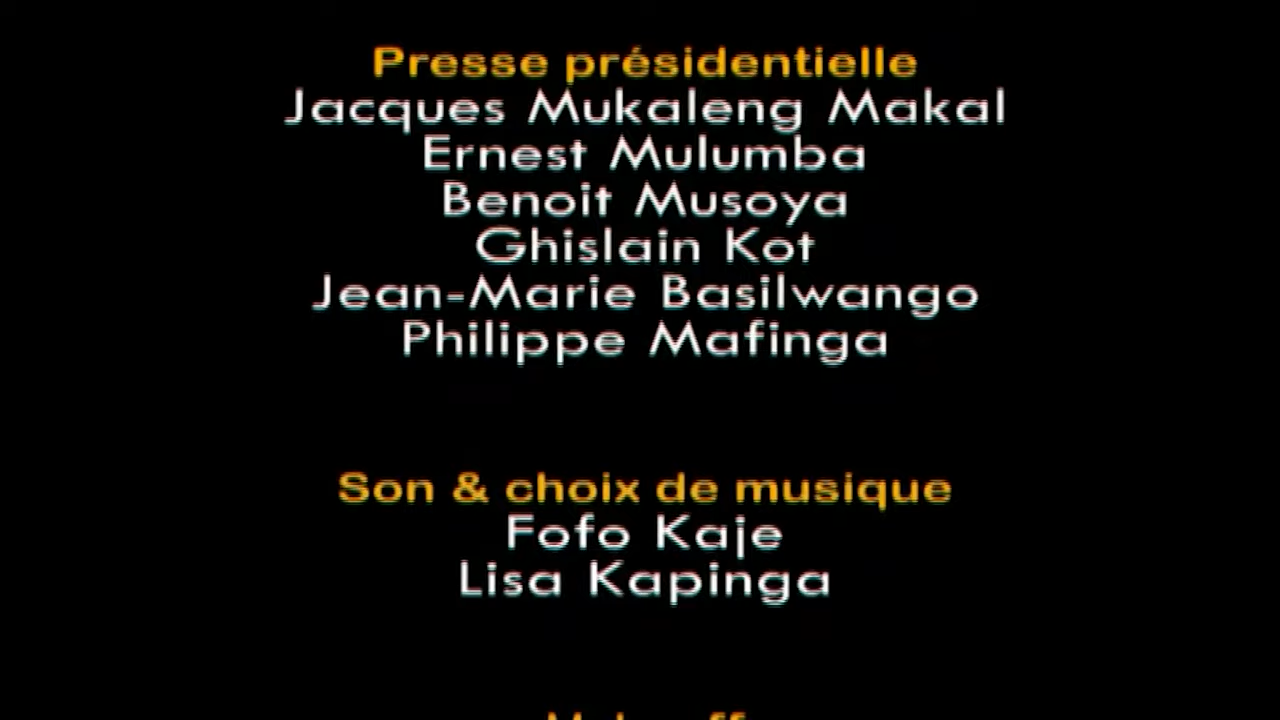 Presse présidentielle
Jacques Mukaleng Makal
Ernest Mulumba
Benoit Musoya
Ghislain Kot
Jean-Marie Basilwango
Philippe Mafinga
Son & choix de musique
Fofo Kaje
Lisa Kapinga